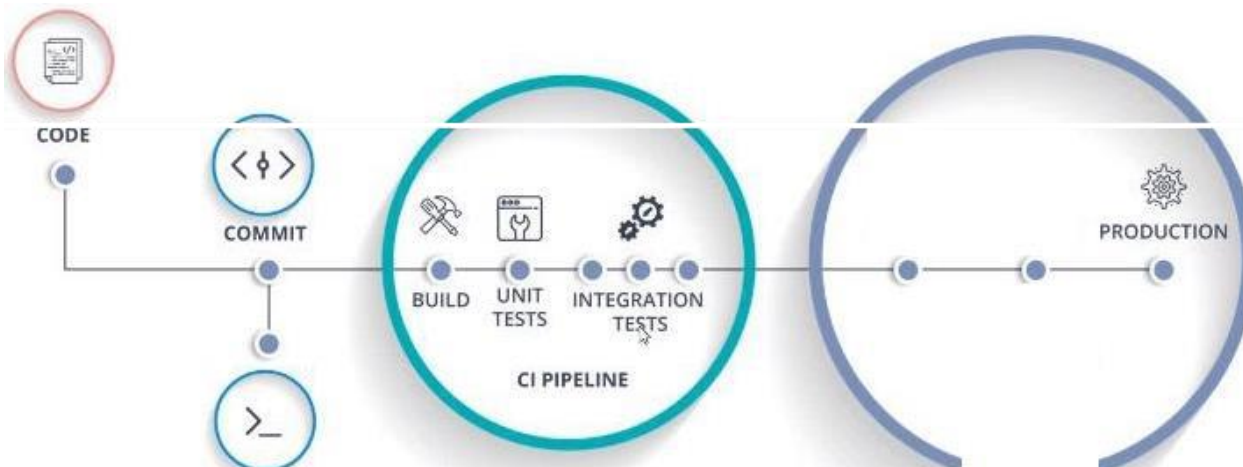 CODE
COMMIT
BUILD
UNIT
TESTS
INTEGRATION
TESTS
CI PIPELINE
PRODUCTION